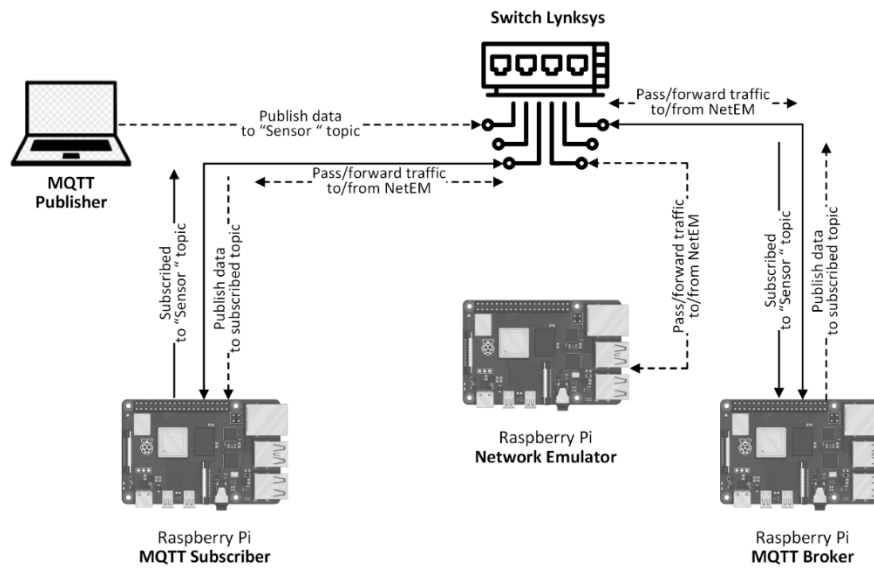 Switch Lynksys
Publish data
to “Sensor “ topic
Pass/forward traffic
to/from NetEM
MQTT
Publisher
Pass/forward traffic
to/from NetEM
Subscribed
to “Sensor “ topic
Publish data
to subscribed topic
Pass/forward traffic
to/from NetEM
Subscribed
to “Sensor “ topic
Publish data
to subscribed topic
Raspberry Pi
Network Emulator
Raspberry Pi
MQTT Subscriber
Raspberry Pi
MQTT Broker